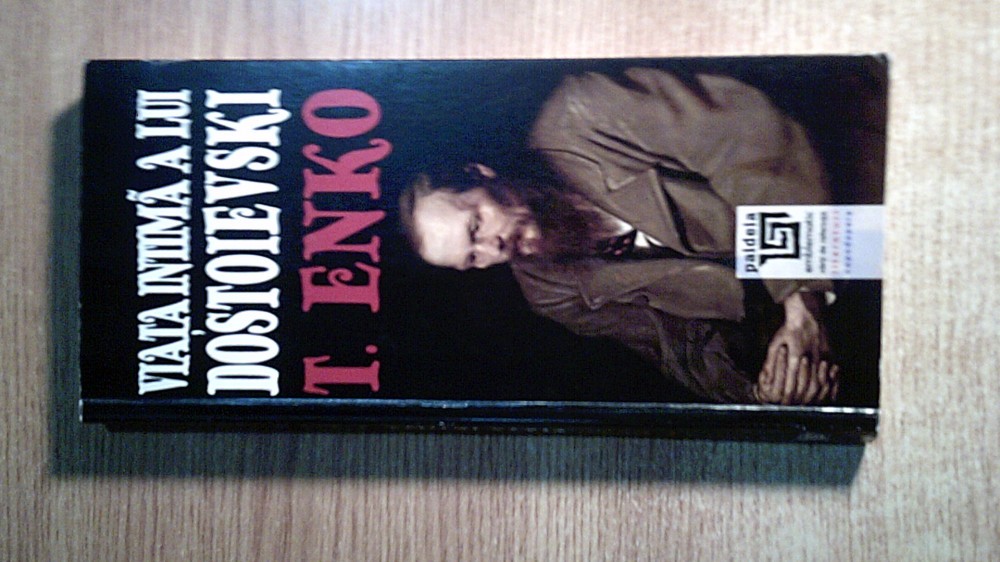 VIAȚA INTIMĂ A LUI
DOSTOIEVSKI
T. ENKO
paideia